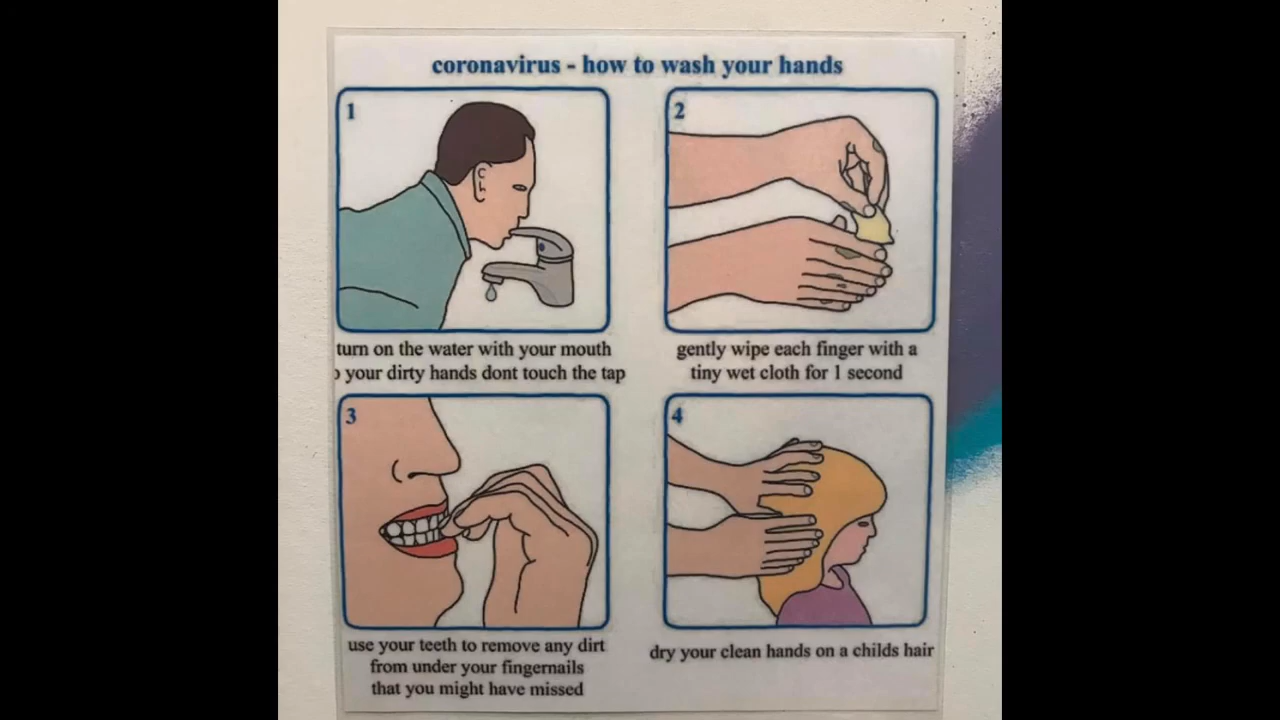 coronavirus - how to wash your hands
1
turn on the water with your mouth
your dirty hands dont touch the tap
2
gently wipe each finger with a
tiny wet cloth for 1 second
3
use your teeth to remove any dirt
from under your fingernails
that you might have missed
4
dry your clean hands on a childs hair